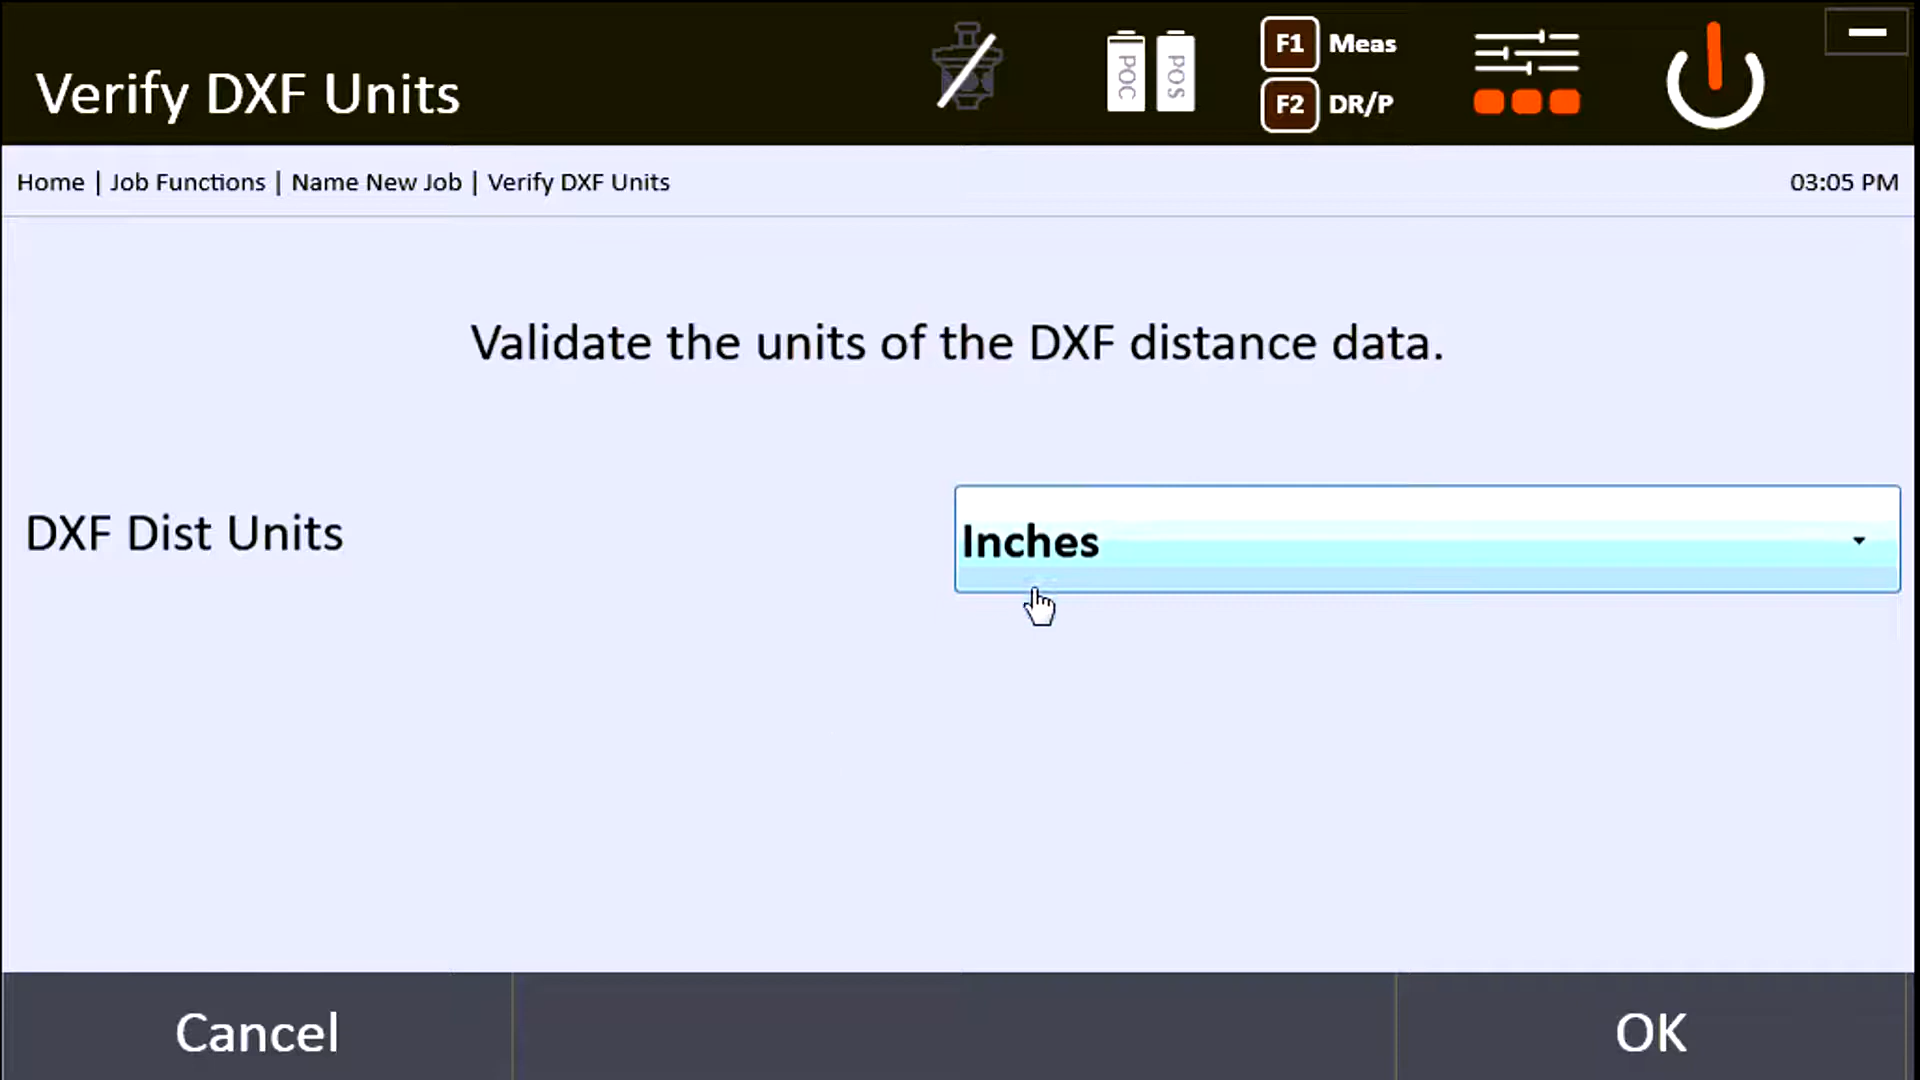 Verify DXF Units
POC
POS
F1 Meas
F2 DR/P
Home | Job Functions | Name New Job | Verify DXF Units
03:05 PM
Validate the units of the DXF distance data.
DXF Dist Units
Inches
Cancel
OK